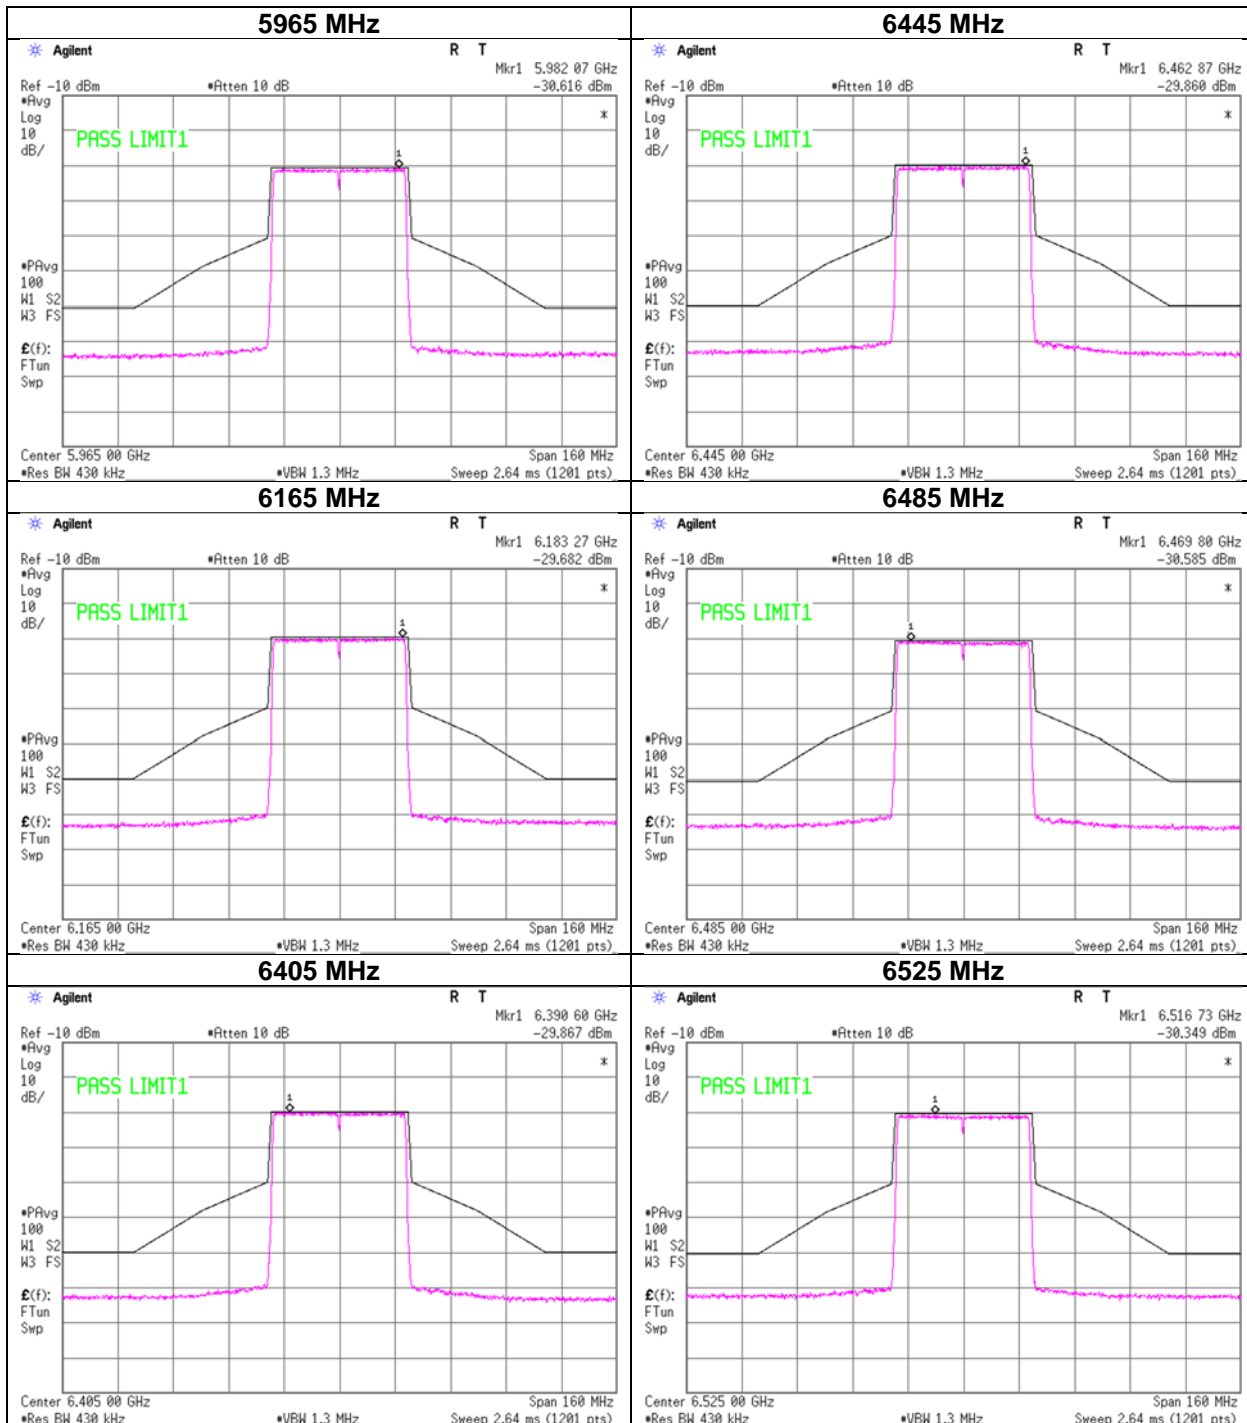 5965 MHz
Agilent R T
Mkr1 5.982 07 GHz
Ref -10 dBm #Atten 10 dB -30.616 dBm
#Avg
Log
10
dB/
PASS LIMIT1
*
1
#PAvg
100
W1 S2
W3 FS
£(f):
FTun
Swp
Center 5.965 00 GHz Span 160 MHz
#Res BW 430 kHz #VBW 1.3 MHz Sweep 2.64 ms (1201 pts)
6445 MHz
Agilent R T
Mkr1 6.462 87 GHz
Ref -10 dBm #Atten 10 dB -29.860 dBm
#Avg
Log
10
dB/
PASS LIMIT1
*
1
#PAvg
100
W1 S2
W3 FS
£(f):
FTun
Swp
Center 6.445 00 GHz Span 160 MHz
#Res BW 430 kHz #VBW 1.3 MHz Sweep 2.64 ms (1201 pts)
6165 MHz
Agilent R T
Mkr1 6.183 27 GHz
Ref -10 dBm #Atten 10 dB -29.682 dBm
#Avg
Log
10
dB/
PASS LIMIT1
*
1
#PAvg
100
W1 S2
W3 FS
£(f):
FTun
Swp
Center 6.165 00 GHz Span 160 MHz
#Res BW 430 kHz #VBW 1.3 MHz Sweep 2.64 ms (1201 pts)
6485 MHz
Agilent R T
Mkr1 6.469 80 GHz
Ref -10 dBm #Atten 10 dB -30.585 dBm
#Avg
Log
10
dB/
PASS LIMIT1
*
1
#PAvg
100
W1 S2
W3 FS
£(f):
FTun
Swp
Center 6.485 00 GHz Span 160 MHz
#Res BW 430 kHz #VBW 1.3 MHz Sweep 2.64 ms (1201 pts)
6405 MHz
Agilent R T
Mkr1 6.390 60 GHz
Ref -10 dBm #Atten 10 dB -29.867 dBm
#Avg
Log
10
dB/
PASS LIMIT1
*
1
#PAvg
100
W1 S2
W3 FS
£(f):
FTun
Swp
Center 6.405 00 GHz Span 160 MHz
#Res BW 430 kHz #VBW 1.3 MHz Sweep 2.64 ms (1201 pts)
6525 MHz
Agilent R T
Mkr1 6.516 73 GHz
Ref -10 dBm #Atten 10 dB -30.349 dBm
#Avg
Log
10
dB/
PASS LIMIT1
*
1
#PAvg
100
W1 S2
W3 FS
£(f):
FTun
Swp
Center 6.525 00 GHz Span 160 MHz
#Res BW 430 kHz #VBW 1.3 MHz Sweep 2.64 ms (1201 pts)